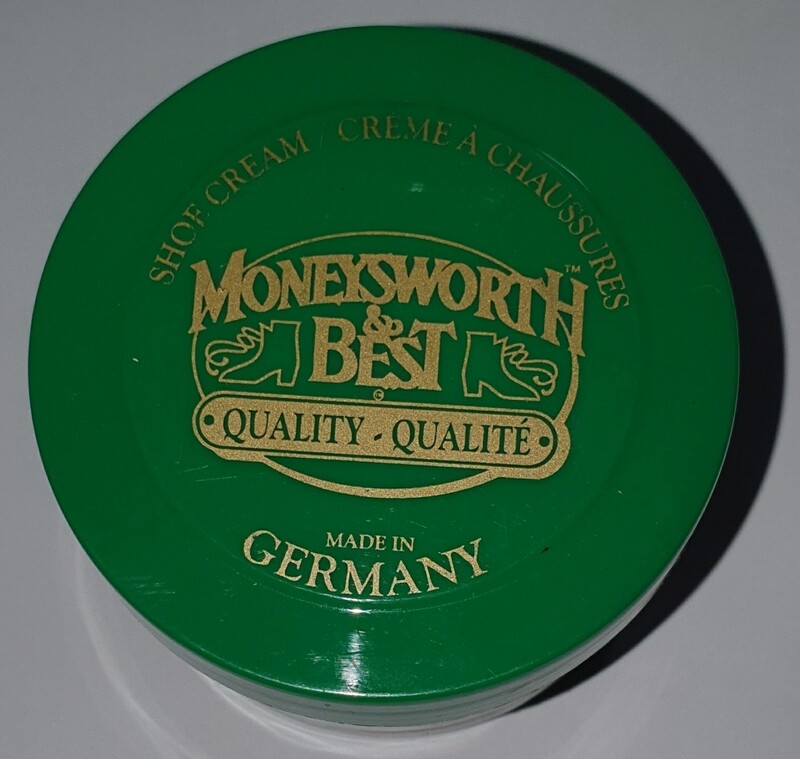 SHOE CREAM / CRÈME À CHAUSSURES
MONEYSWORTH™
&
BEST
©
• QUALITY - QUALITÉ •
MADE IN
GERMANY